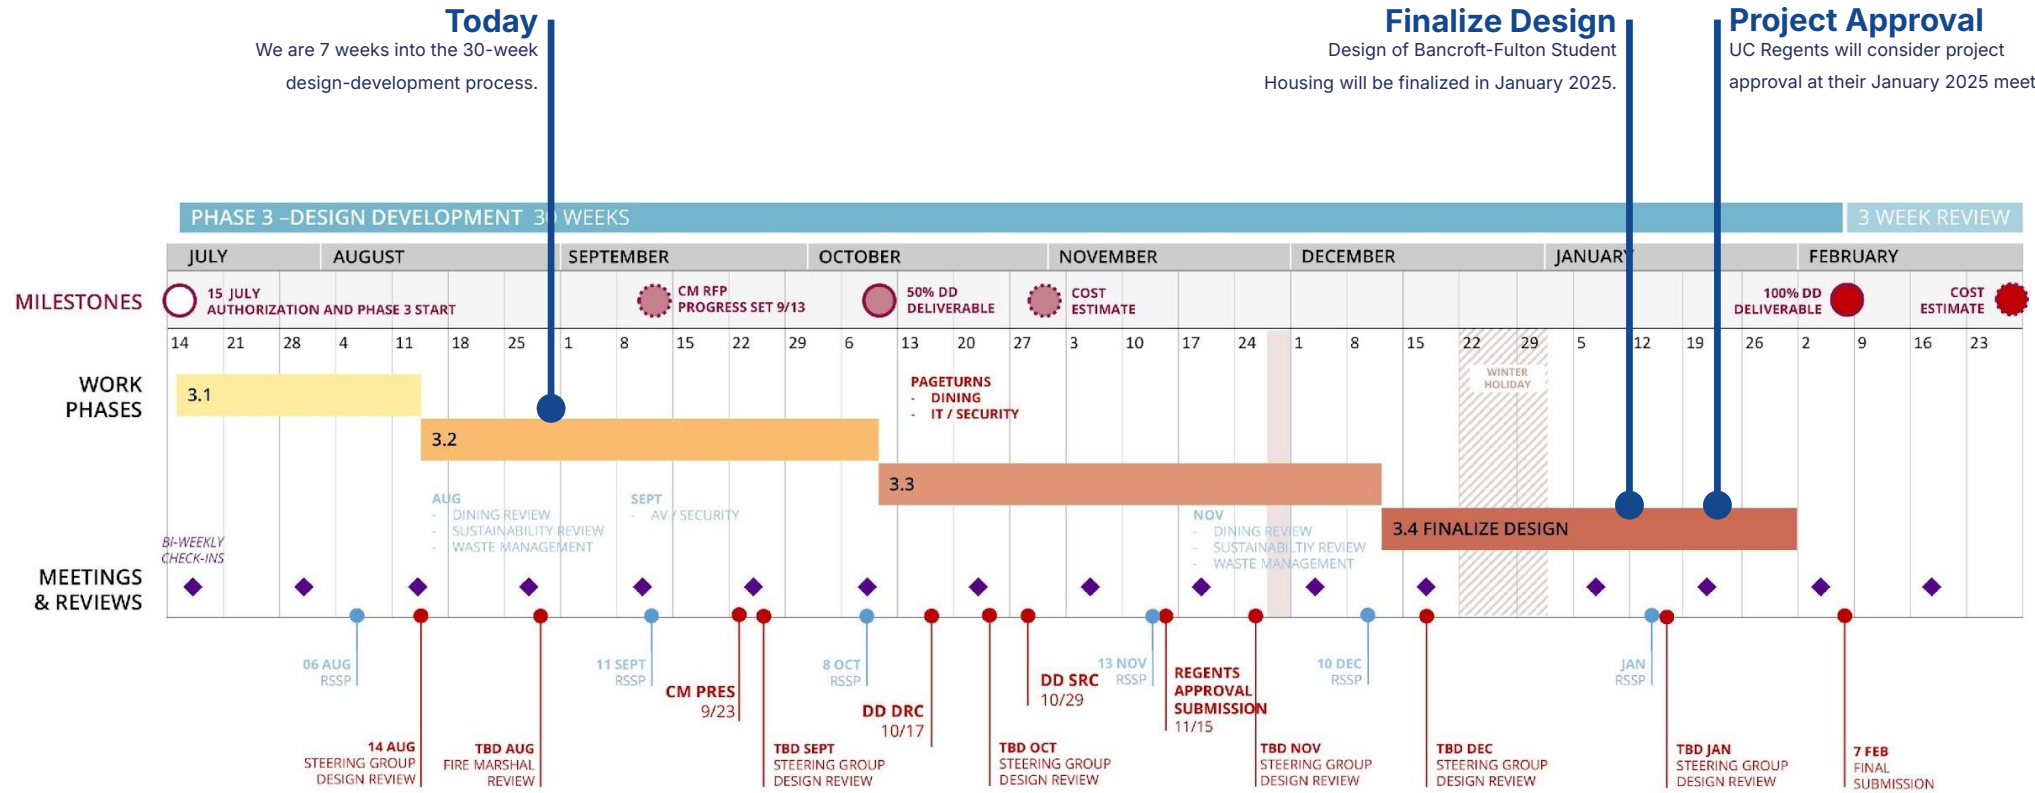 Today
We are 7 weeks into the 30-week
design-development process.
Finalize Design
Design of Bancroft-Fulton Student
Housing will be finalized in January 2025.
Project Approval
UC Regents will consider project
approval at their January 2025 meet
PHASE 3 –DESIGN DEVELOPMENT 30 WEEKS
3 WEEK REVIEW
JULY AUGUST SEPTEMBER OCTOBER NOVEMBER DECEMBER JANUARY FEBRUARY
MILESTONES
15 JULY
AUTHORIZATION AND PHASE 3 START
CM RFP
PROGRESS SET 9/13
50% DD
DELIVERABLE
COST
ESTIMATE
100% DD
DELIVERABLE
COST
ESTIMATE
14 21 28 4 11 18 25 1 8 15 22 29 6 13 20 27 3 10 17 24 1 8 15 22 29 5 12 19 26 2 9 16 23
WORK
PHASES
3.1
PAGETURNS
- DINING
- IT / SECURITY
WINTER
HOLIDAY
3.2
3.3
3.4 FINALIZE DESIGN
AUG
- DINING REVIEW
- SUSTAINABILITY REVIEW
- WASTE MANAGEMENT
SEPT
- AV / SECURITY
NOV
- DINING REVIEW
- SUSTAINABILTIY REVIEW
- WASTE MANAGEMENT
BI-WEEKLY
CHECK-INS
MEETINGS
& REVIEWS
06 AUG
RSSP
11 SEPT
RSSP
CM PRES
9/23
8 OCT
RSSP
DD DRC
10/17
DD SRC
10/29
13 NOV
RSSP
REGENTS
APPROVAL
SUBMISSION
11/15
10 DEC
RSSP
JAN
RSSP
14 AUG
STEERING GROUP
DESIGN REVIEW
TBD AUG
FIRE MARSHAL
REVIEW
TBD SEPT
STEERING GROUP
DESIGN REVIEW
TBD OCT
STEERING GROUP
DESIGN REVIEW
TBD NOV
STEERING GROUP
DESIGN REVIEW
TBD DEC
STEERING GROUP
DESIGN REVIEW
TBD JAN
STEERING GROUP
DESIGN REVIEW
7 FEB
FINAL
SUBMISSION